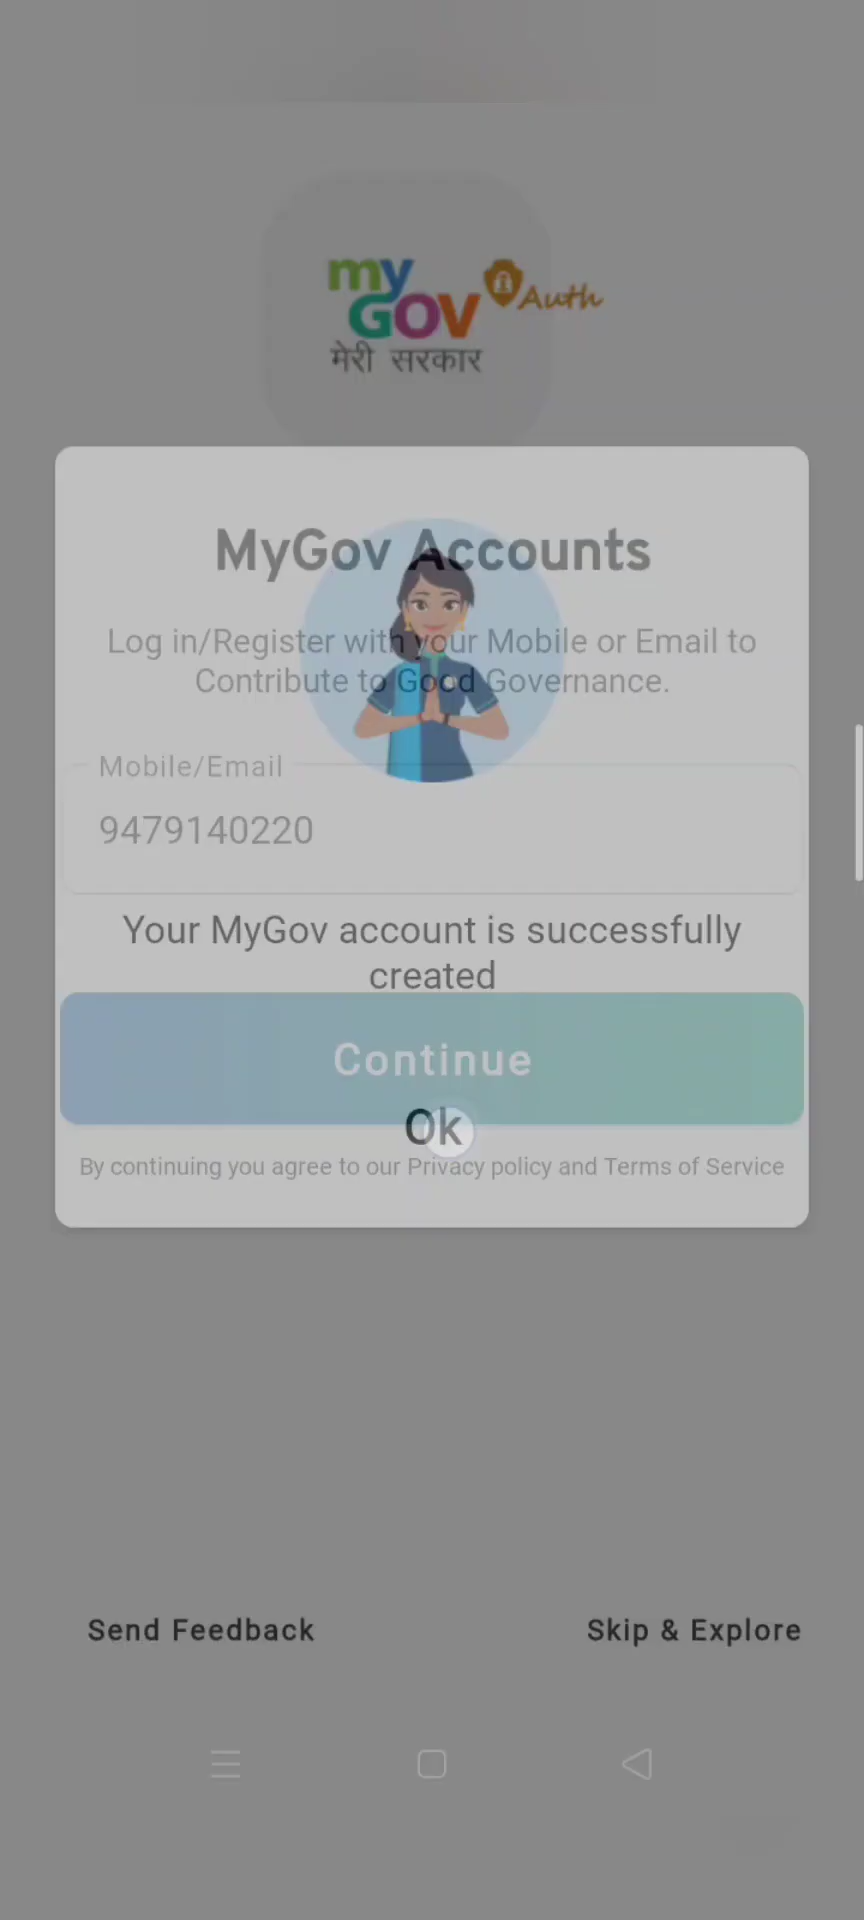 my
GOV Auth
मेरी सरकार
MyGov Accounts
Log in/Register with your Mobile or Email to
Contribute to Good Governance.
Mobile/Email
9479140220
Your MyGov account is successfully
created
Continue
Ok
By continuing you agree to our Privacy policy and Terms of Service
Send Feedback
Skip & Explore